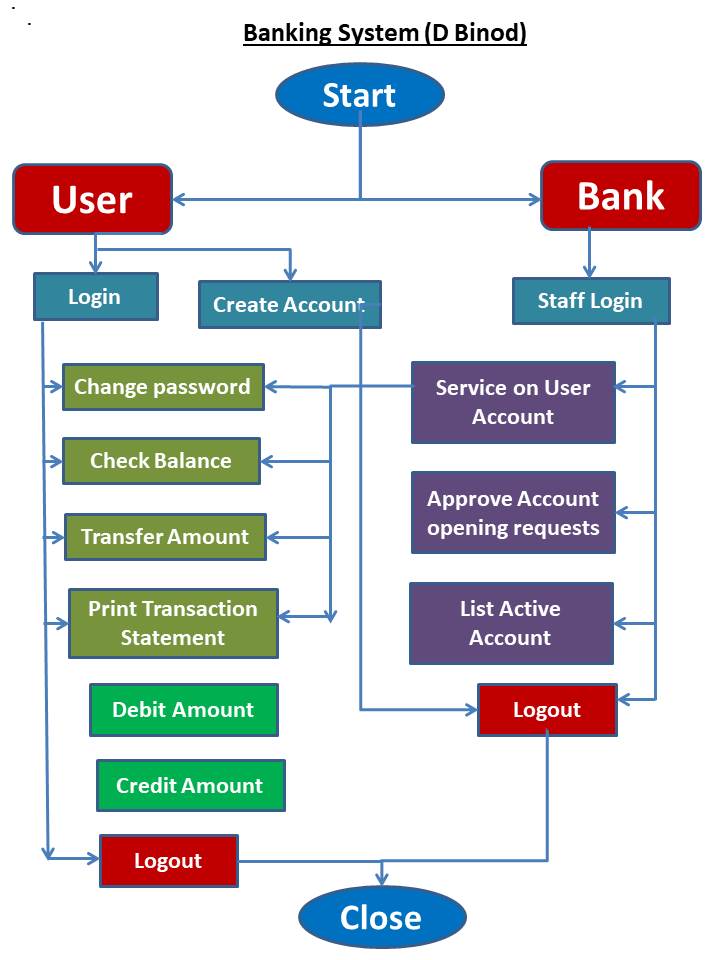 Banking System (D Binod)
Start
User
Bank
Login
Create Account
Staff Login
Change password
Service on User
Account
Check Balance
Approve Account
opening requests
Transfer Amount
Print Transaction
Statement
List Active
Account
Debit Amount
Logout
Credit Amount
Logout
Close